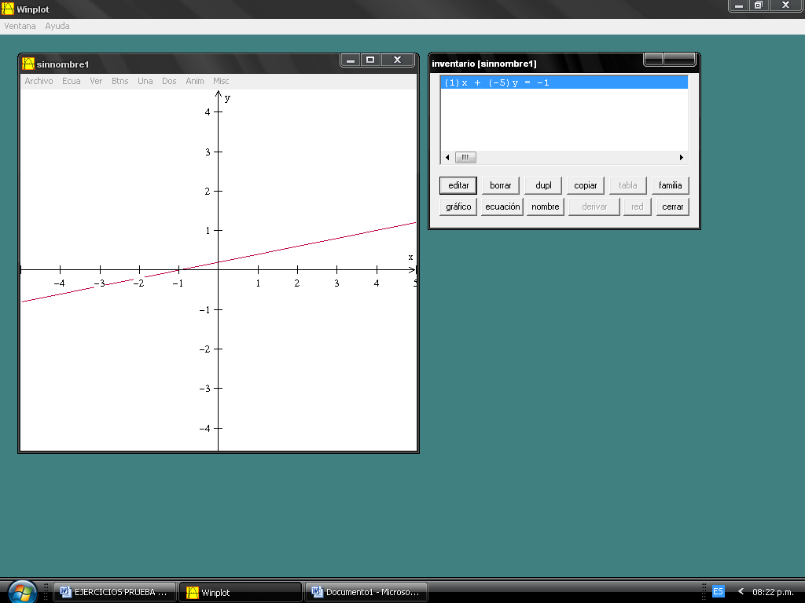 Winplot
Ventana Ayuda
sinnombre1
Archivo Ecua Ver Btns Una Dos Anim Misc
y
4
3
2
1
x
-4 -3 -2 -1 1 2 3 4 5
-1
-2
-3
-4
inventario [sinnombre1]
(1)x + (-5)y = -1
editar borrar dupl copiar tabla familia
gráfico ecuación nombre derivar red cerrar
EJERCICIOS PRUEBA ... Winplot Documento1 - Microso... ES 08:22 p.m.